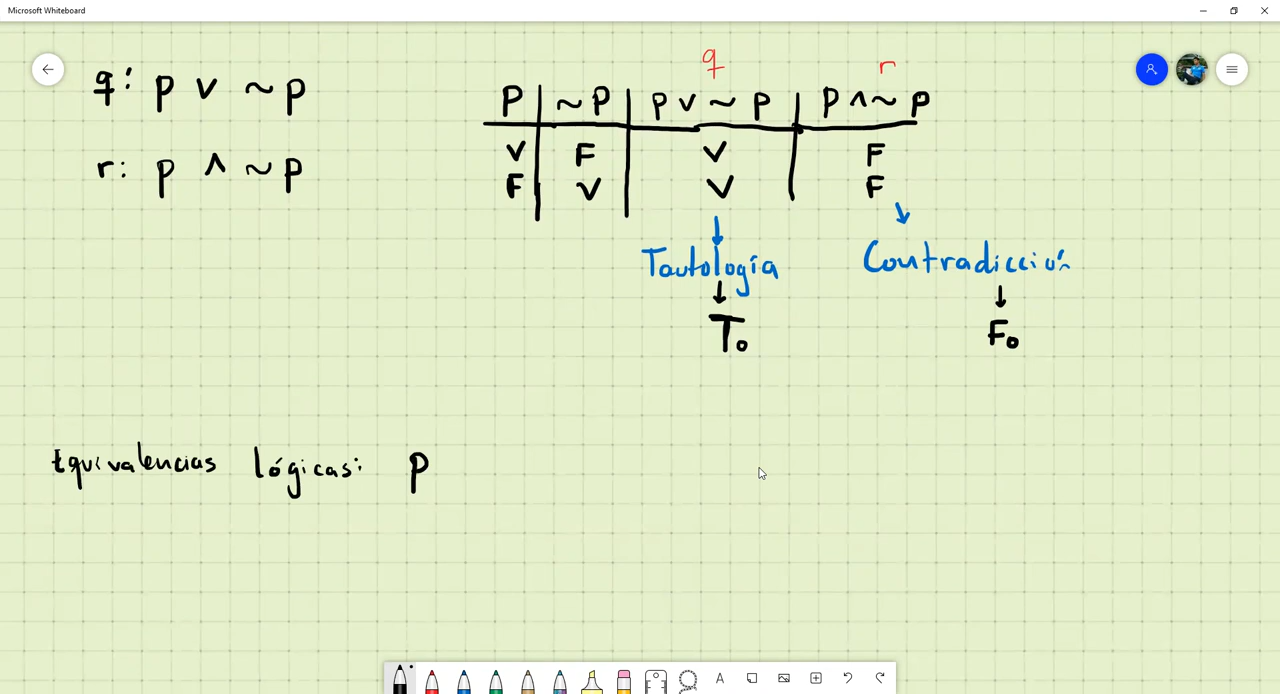 Microsoft Whiteboard
q: p ∨ ~p
r: p ∧ ~p
q r
P ~P p ∨ ~ p p ∧ ~ p
V F V F
F V V F
Tautología Contradicción
T₀ F₀
Equivalencias lógicas: p